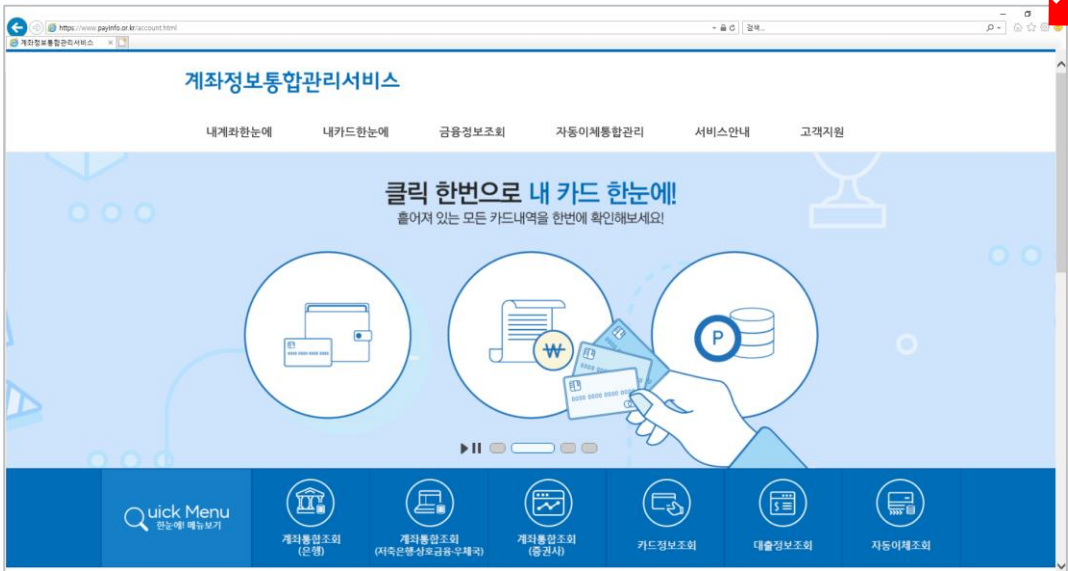 https://www.payinfo.or.kr/account.html
검색...
계좌정보통합관리서비스
계좌정보통합관리서비스
내계좌한눈에 내카드한눈에 금융정보조회 자동이체통합관리 서비스안내 고객지원
클릭 한번으로 내 카드 한눈에!
흩어져 있는 모든 카드내역을 한번에 확인해보세요!
0000 0000 0000 0000
₩
P
0000 0000 0000 0000
Quick Menu
한눈에! 메뉴보기
계좌통합조회
(은행)
계좌통합조회
(저축은행·상호금융·우체국)
계좌통합조회
(증권사)
카드정보조회
대출정보조회
자동이체조회